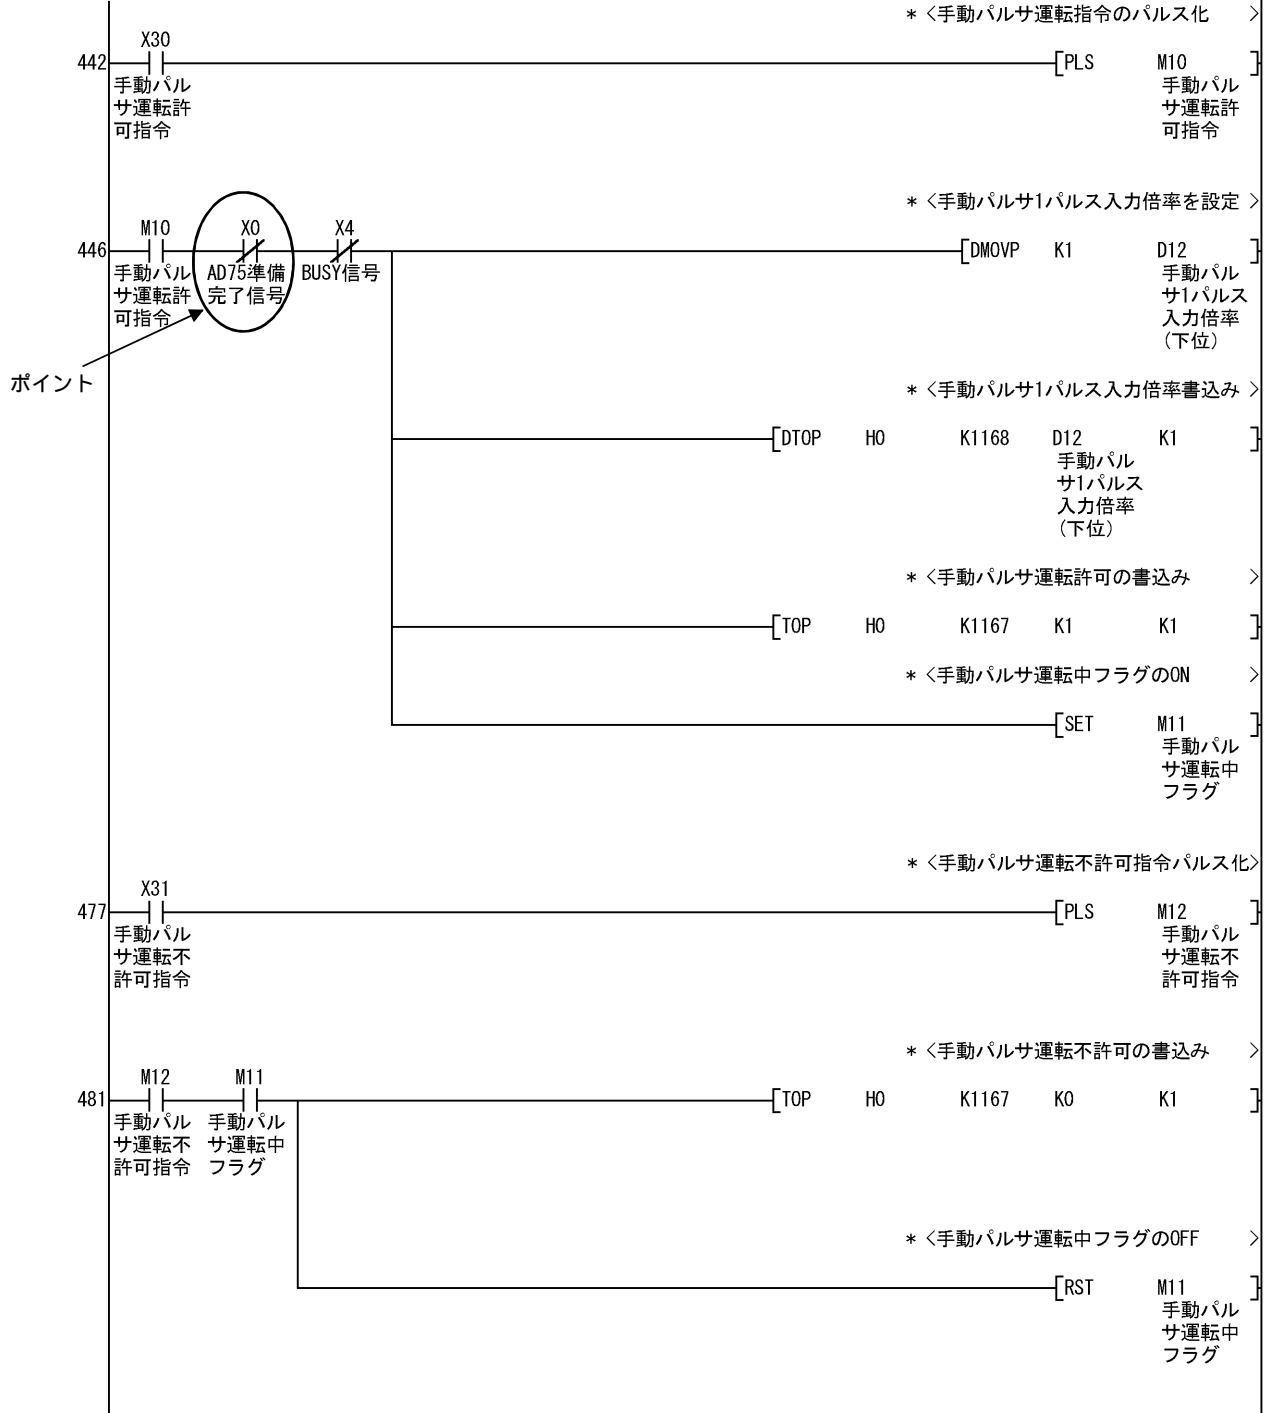 * <手動パルサ運転指令のパルス化 >
X30
442
[PLS M10 ]
手動パル
サ運転許
可指令
手動パル
サ運転許
可指令
* <手動パルサ1パルス入力倍率を設定 >
M10 X0 X4
446
[DMOVP K1 D12 ]
手動パル
サ運転許
可指令
AD75準備
完了信号
BUSY信号
手動パル
サ1パルス
入力倍率
(下位)
ポイント
* <手動パルサ1パルス入力倍率書込み >
[DTOP H0 K1168 D12 K1 ]
手動パル
サ1パルス
入力倍率
(下位)
* <手動パルサ運転許可の書込み >
[TOP H0 K1167 K1 K1 ]
* <手動パルサ運転中フラグのON >
[SET M11 ]
手動パル
サ運転中
フラグ
* <手動パルサ運転不許可指令パルス化>
X31
477
[PLS M12 ]
手動パル
サ運転不
許可指令
手動パル
サ運転不
許可指令
* <手動パルサ運転不許可の書込み >
M12 M11
481
[TOP H0 K1167 K0 K1 ]
手動パル
サ運転不
許可指令
手動パル
サ運転中
フラグ
* <手動パルサ運転中フラグのOFF >
[RST M11 ]
手動パル
サ運転中
フラグ